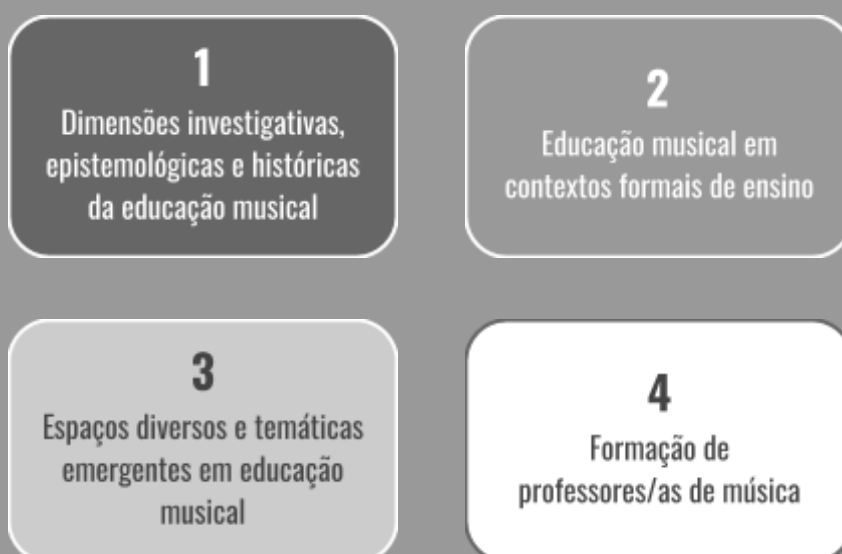 1
Dimensões investigativas,
epistemológicas e históricas
da educação musical
2
Educação musical em
contextos formais de ensino
3
Espaços diversos e temáticas
emergentes em educação
musical
4
Formação de
professores/as de música